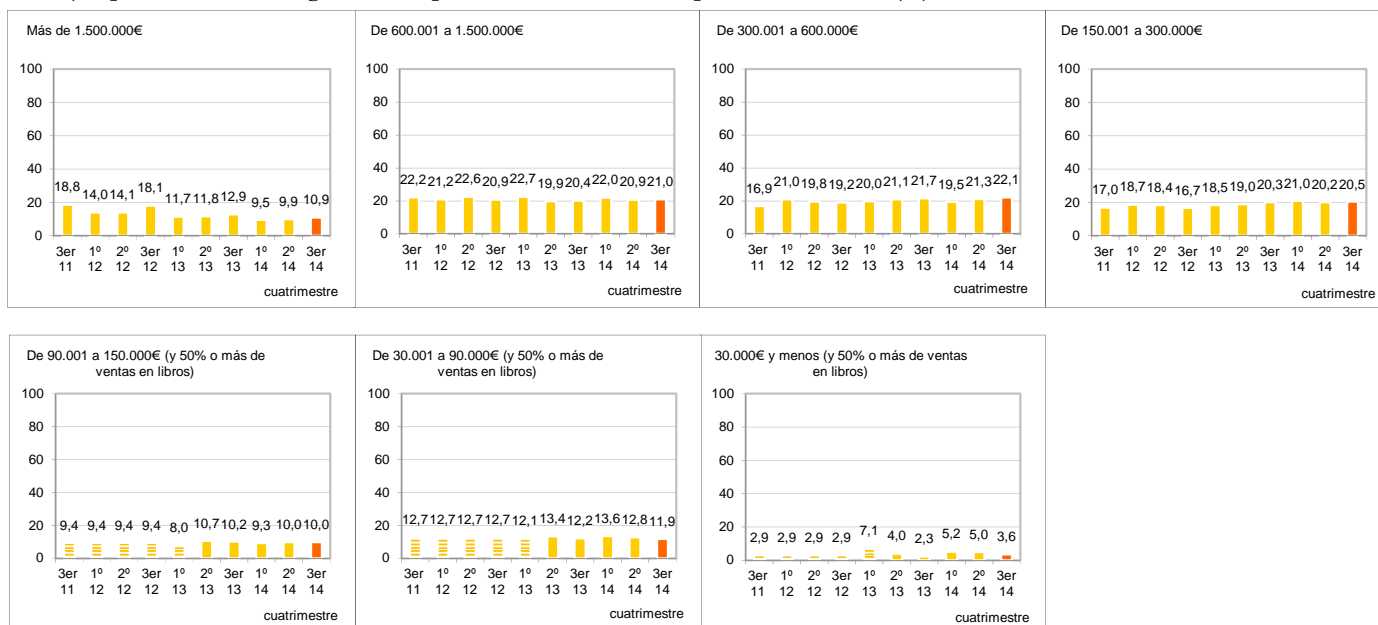 Más de 1.500.000€
100
80
60
40
20
0
18,8 14,0 14,1 18,1 11,7 11,8 12,9 9,5 9,9 10,9
3er 1º 2º 3er 1º 2º 3er 1º 2º 3er
11 12 12 12 13 13 13 14 14 14
cuatrimestre
De 600.001 a 1.500.000€
100
80
60
40
20
0
22,2 21,2 22,6 20,9 22,7 19,9 20,4 22,0 20,9 21,0
3er 1º 2º 3er 1º 2º 3er 1º 2º 3er
11 12 12 12 13 13 13 14 14 14
cuatrimestre
De 300.001 a 600.000€
100
80
60
40
20
0
16,9 21,0 19,8 19,2 20,0 21,1 21,7 19,5 21,3 22,1
3er 1º 2º 3er 1º 2º 3er 1º 2º 3er
11 12 12 12 13 13 13 14 14 14
cuatrimestre
De 150.001 a 300.000€
100
80
60
40
20
0
17,0 18,7 18,4 16,7 18,5 19,0 20,3 21,0 20,2 20,5
3er 1º 2º 3er 1º 2º 3er 1º 2º 3er
11 12 12 12 13 13 13 14 14 14
cuatrimestre
De 90.001 a 150.000€ (y 50% o más de
ventas en libros)
100
80
60
40
20
0
9,4 9,4 9,4 9,4 8,0 10,7 10,2 9,3 10,0 10,0
3er 1º 2º 3er 1º 2º 3er 1º 2º 3er
11 12 12 12 13 13 13 14 14 14
cuatrimestre
De 30.001 a 90.000€ (y 50% o más de
ventas en libros)
100
80
60
40
20
0
12,7 12,7 12,7 12,7 12,1 13,4 12,2 13,6 12,8 11,9
3er 1º 2º 3er 1º 2º 3er 1º 2º 3er
11 12 12 12 13 13 13 14 14 14
cuatrimestre
30.000€ y menos (y 50% o más de ventas
en libros)
100
80
60
40
20
0
2,9 2,9 2,9 2,9 7,1 4,0 2,3 5,2 5,0 3,6
3er 1º 2º 3er 1º 2º 3er 1º 2º 3er
11 12 12 12 13 13 13 14 14 14
cuatrimestre